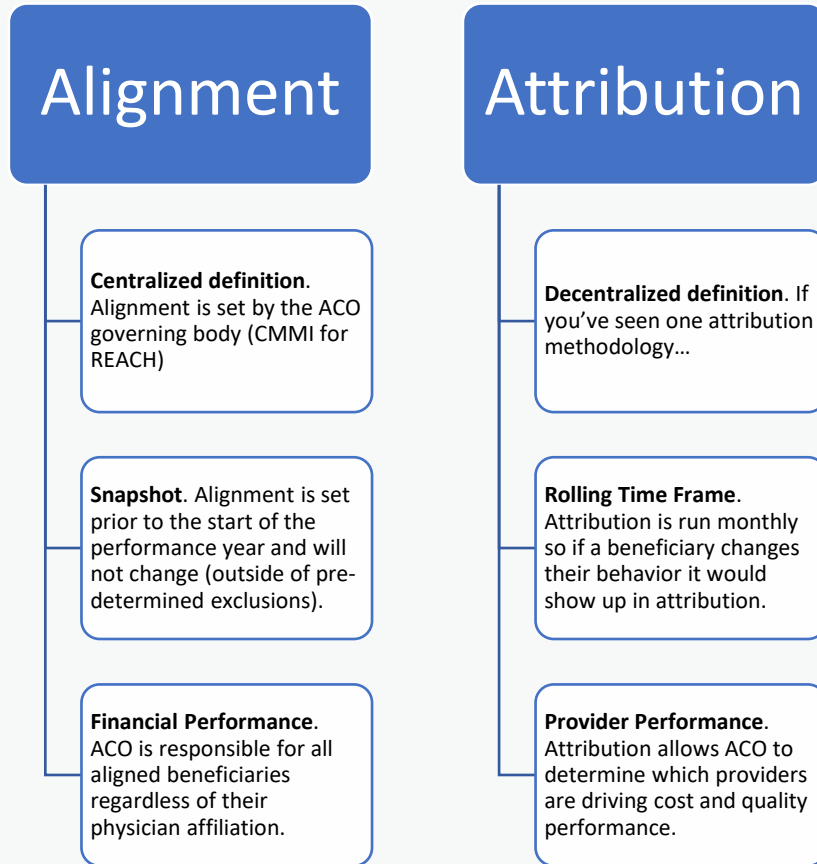 Alignment
Centralized definition.
Alignment is set by the ACO
governing body (CMMI for
REACH)
Snapshot. Alignment is set
prior to the start of the
performance year and will
not change (outside of pre-
determined exclusions).
Financial Performance.
ACO is responsible for all
aligned beneficiaries
regardless of their
physician affiliation.
Attribution
Decentralized definition. If
you’ve seen one attribution
methodology…
Rolling Time Frame.
Attribution is run monthly
so if a beneficiary changes
their behavior it would
show up in attribution.
Provider Performance.
Attribution allows ACO to
determine which providers
are driving cost and quality
performance.